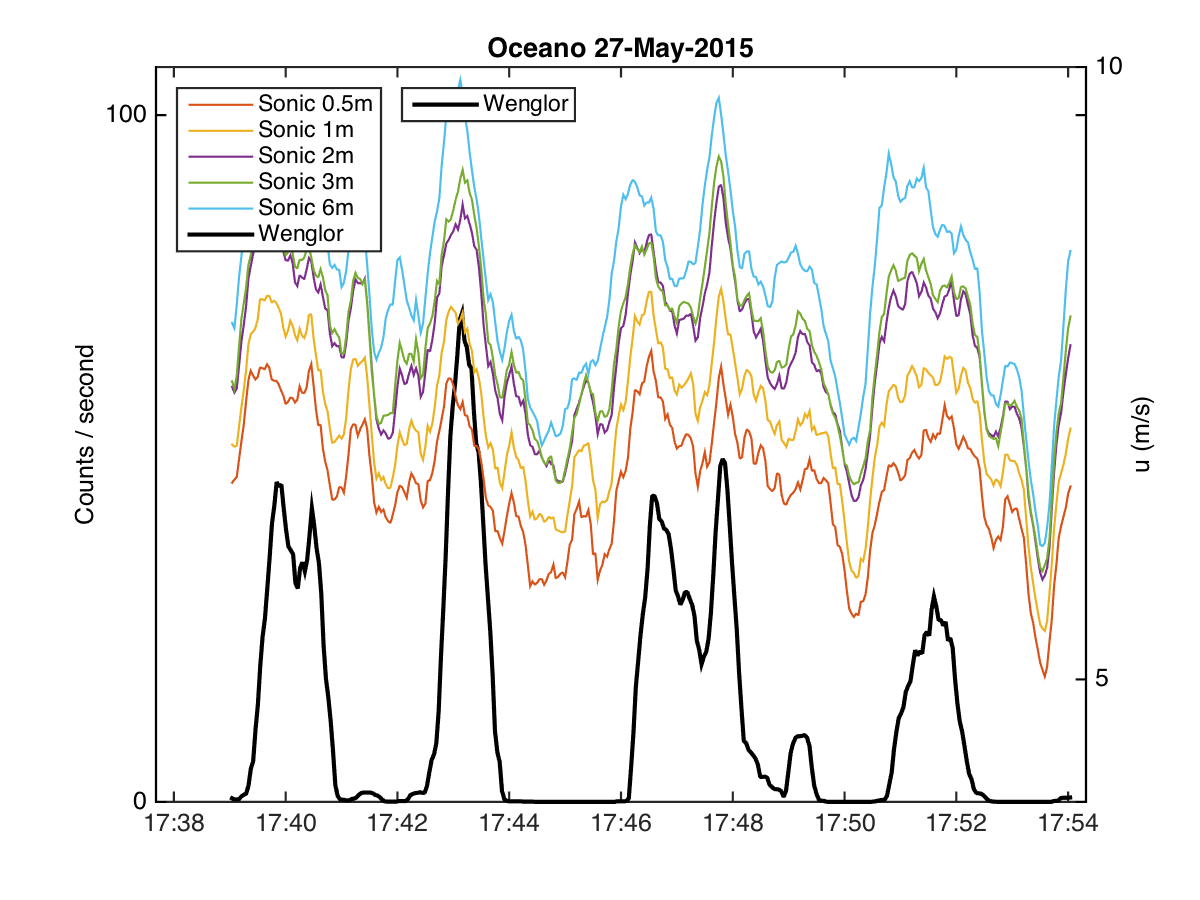 Oceano 27-May-2015
10
100
Sonic 0.5m
Wenglor
Sonic 1m
Sonic 2m
Sonic 3m
Sonic 6m
Wenglor
Counts / second
u (m/s)
5
0
17:38 17:40 17:42 17:44 17:46 17:48 17:50 17:52 17:54